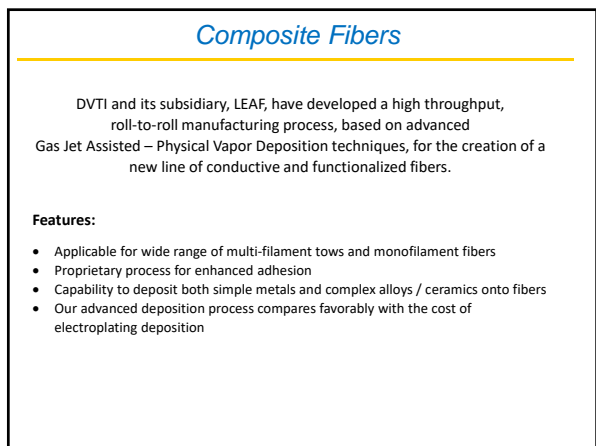 Composite Fibers
DVTI and its subsidiary, LEAF, have developed a high throughput,
roll-to-roll manufacturing process, based on advanced
Gas Jet Assisted – Physical Vapor Deposition techniques, for the creation of a
new line of conductive and functionalized fibers.
Features:
• Applicable for wide range of multi-filament tows and monofilament fibers
• Proprietary process for enhanced adhesion
• Capability to deposit both simple metals and complex alloys / ceramics onto fibers
• Our advanced deposition process compares favorably with the cost of
electroplating deposition